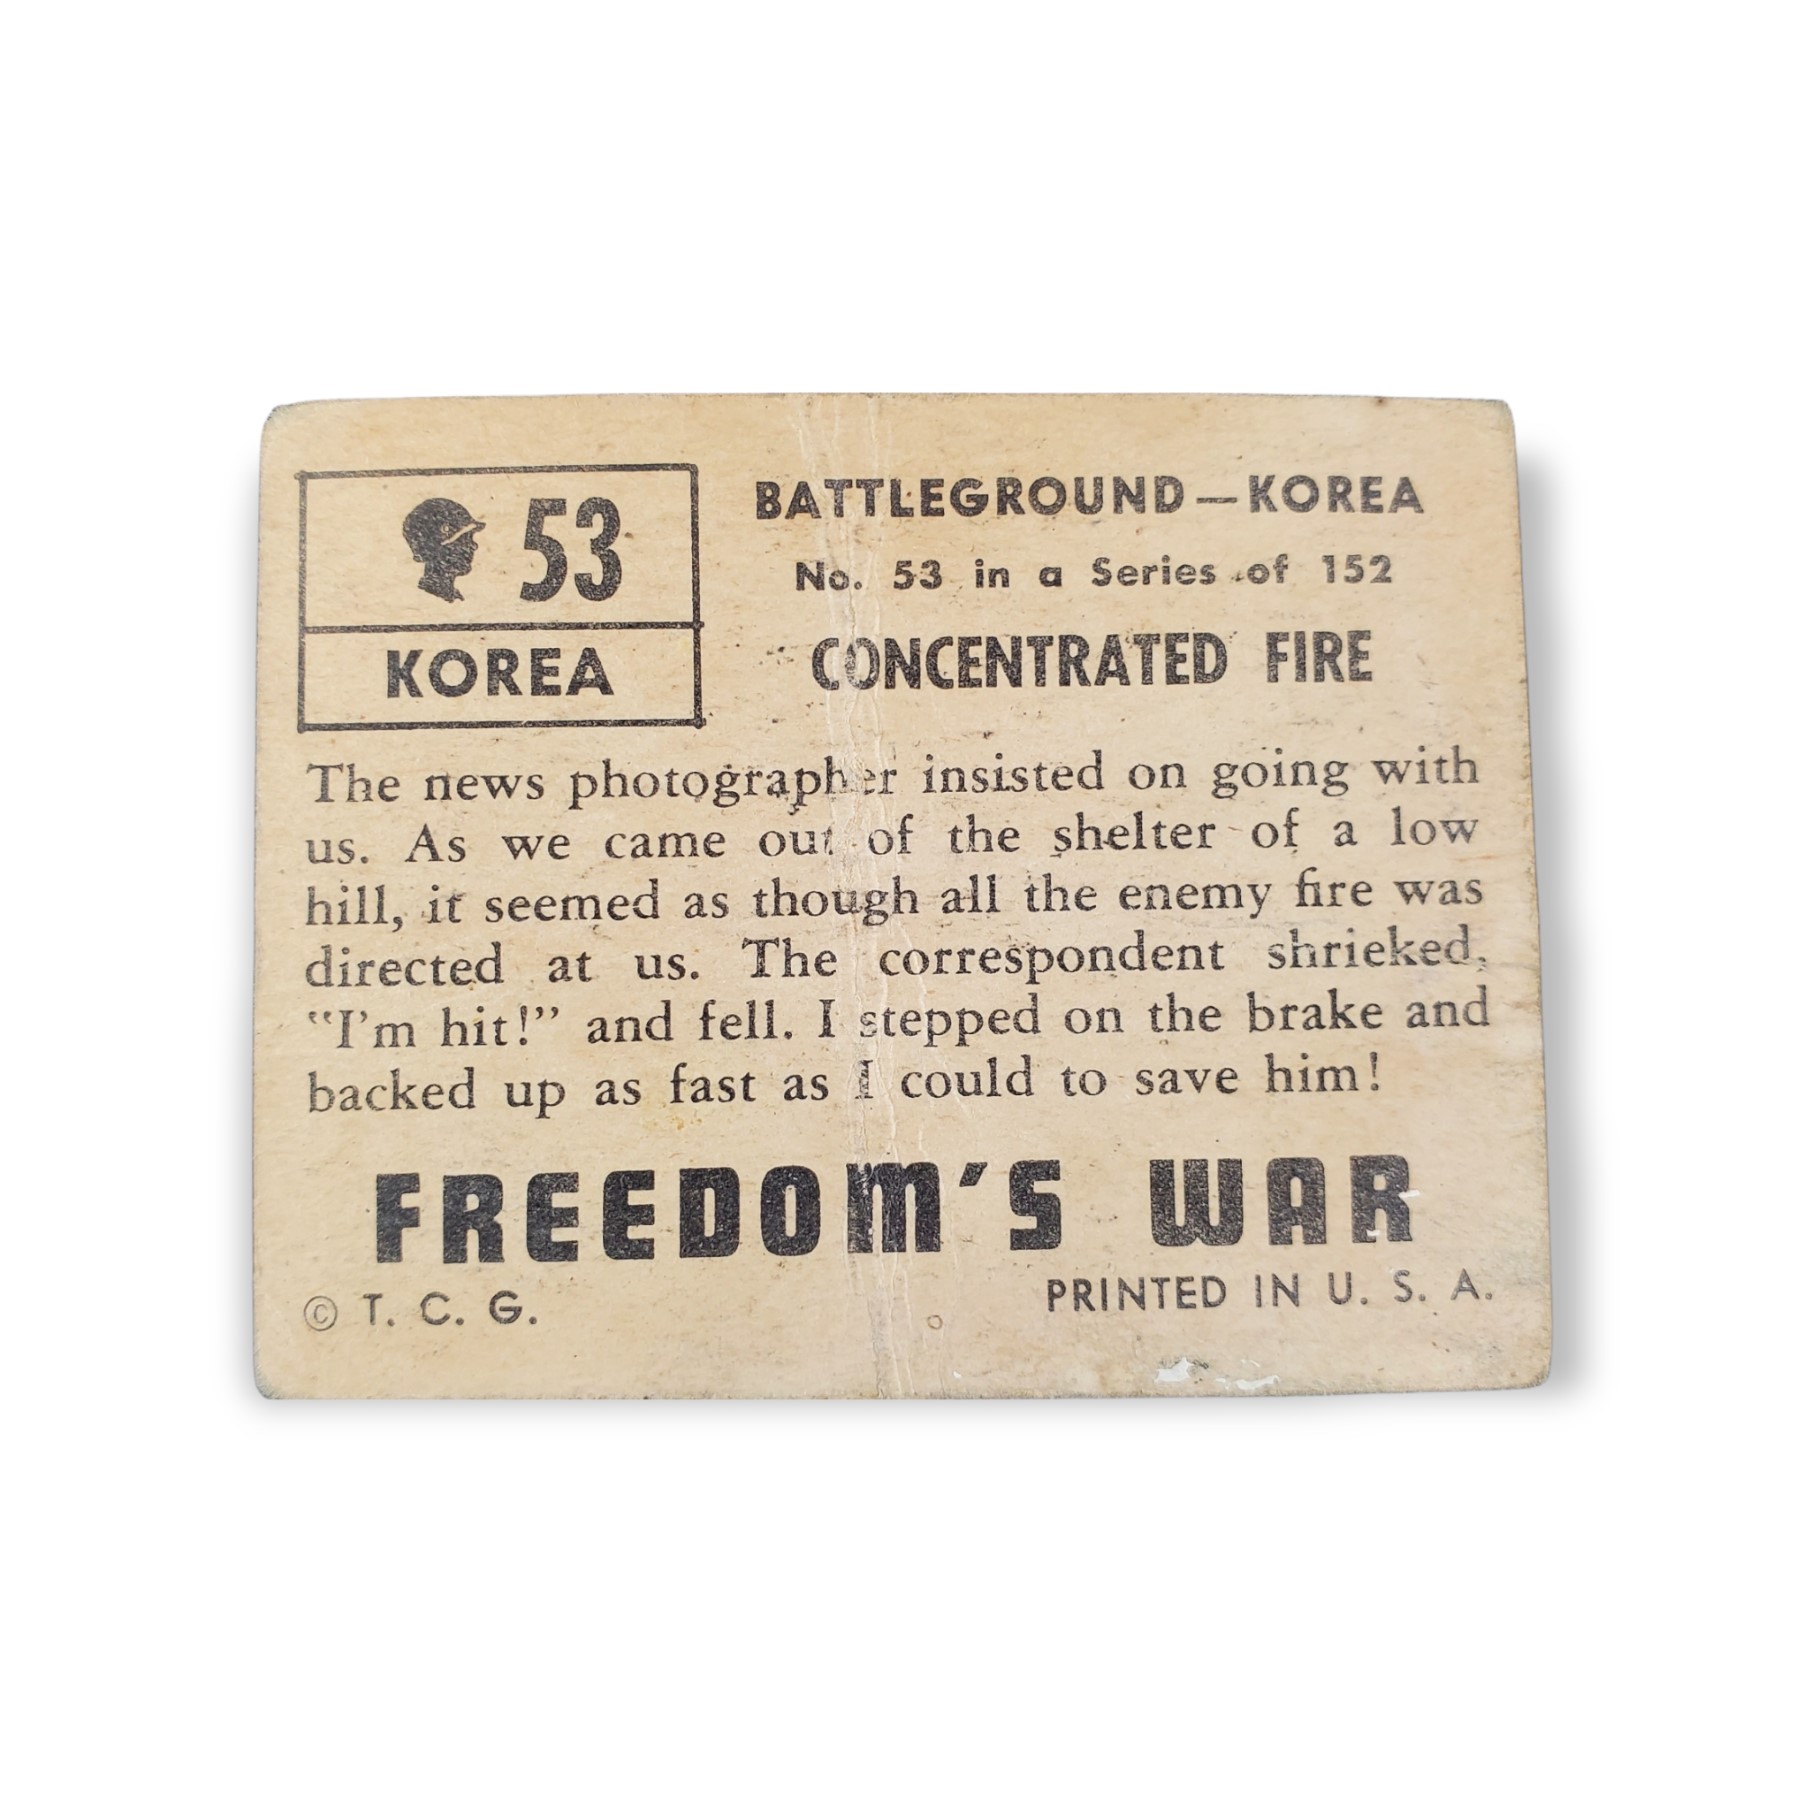 53
KOREA
BATTLEGROUND—KOREA
No. 53 in a Series of 152
CONCENTRATED FIRE
The news photographer insisted on going with
us. As we came out of the shelter of a low
hill, it seemed as though all the enemy fire was
directed at us. The correspondent shrieked,
“I'm hit!” and fell. I stepped on the brake and
backed up as fast as I could to save him!
FREEDOM'S WAR
© T. C. G.
PRINTED IN U. S. A.